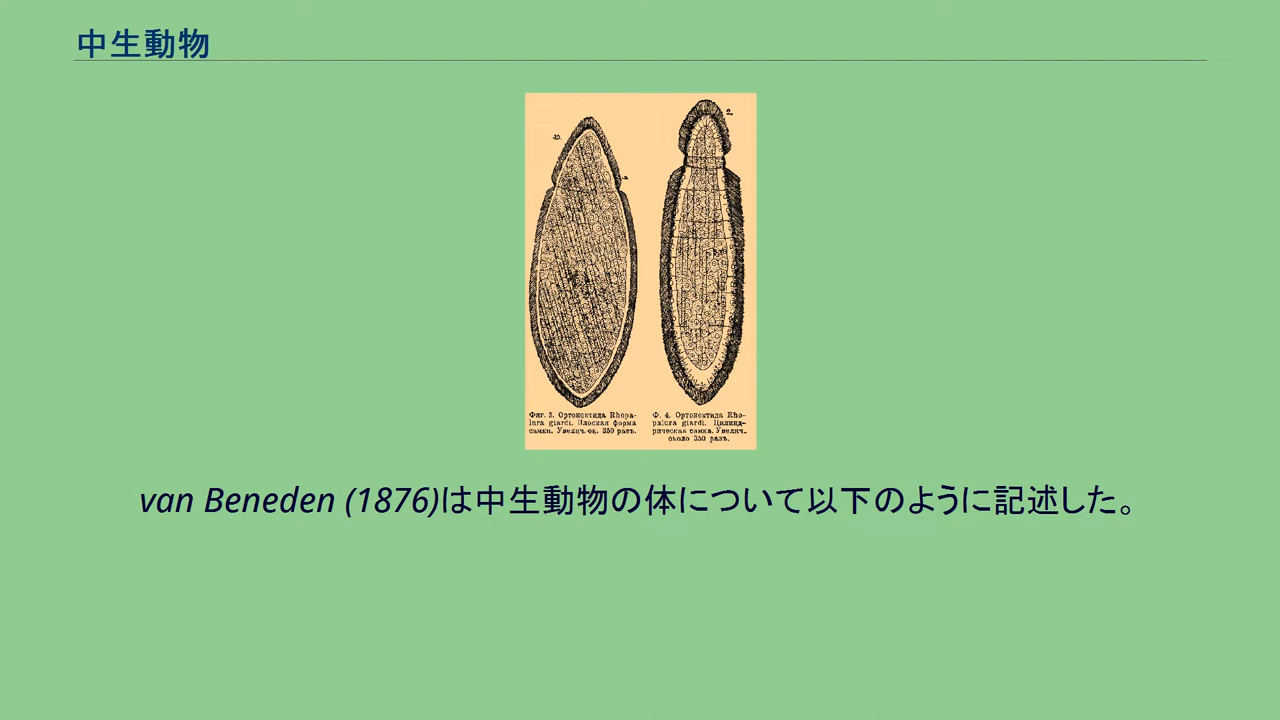 中生動物
Фиг. 3. Ортонектида Rhopa-
lura giardi. Плоская форма
самки. Увелич. ок. 350 разъ.
Ф. 4. Ортонектида Rho-
palura giardi. Цилинд-
рическая самка. Увелич.
около 350 разъ.
van Beneden (1876)は中生動物の体について以下のように記述した。